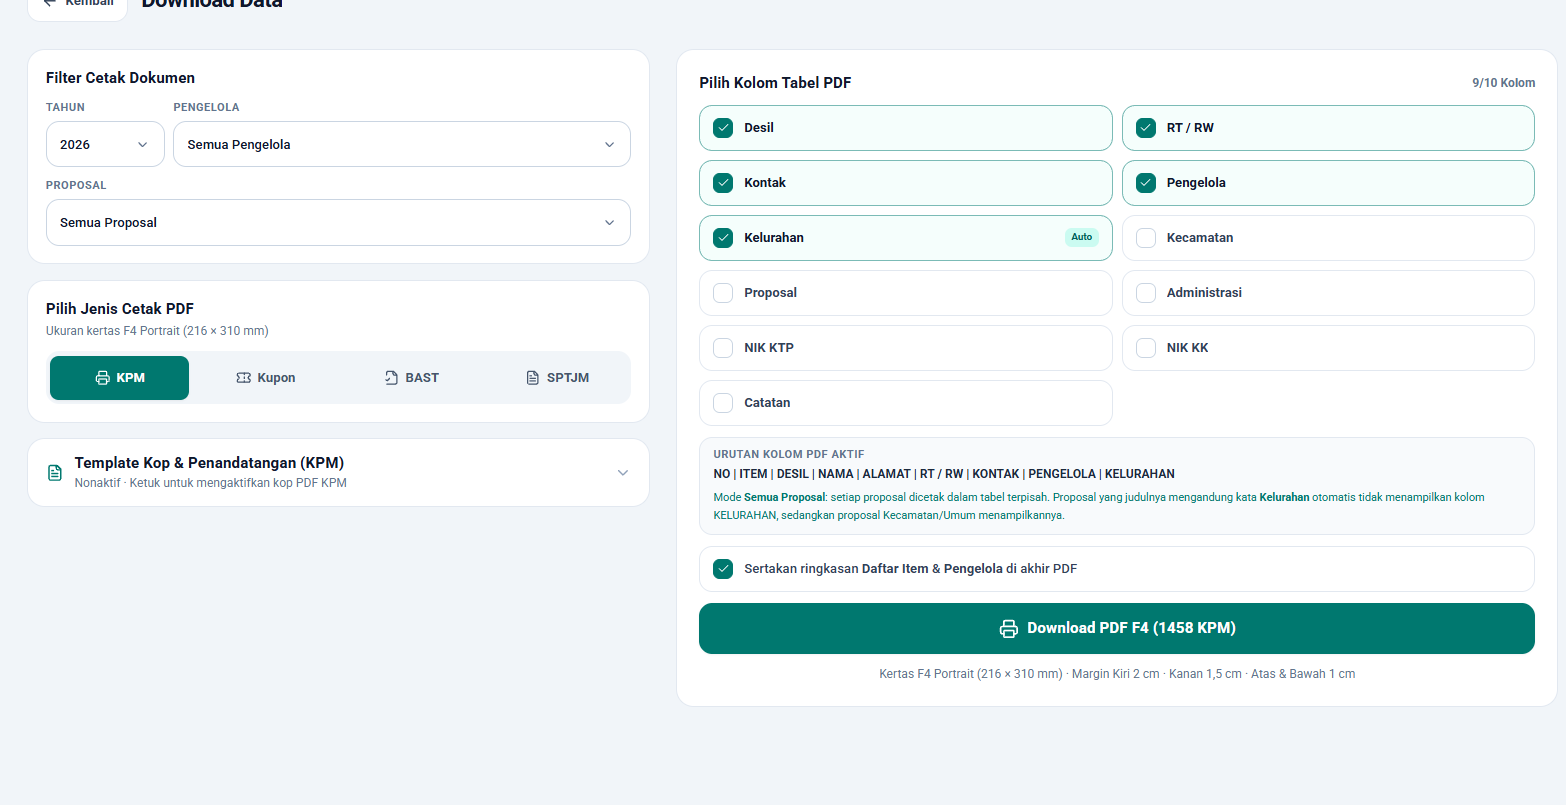 Kembali Download Data
Filter Cetak Dokumen
TAHUN PENGELOLA
2026 Semua Pengelola
PROPOSAL
Semua Proposal
Pilih Jenis Cetak PDF
Ukuran kertas F4 Portrait (216 × 310 mm)
KPM Kupon BAST SPTJM
Template Kop & Penandatangan (KPM)
Nonaktif · Ketuk untuk mengaktifkan kop PDF KPM
Pilih Kolom Tabel PDF 9/10 Kolom
Desil RT / RW
Kontak Pengelola
Kelurahan Auto Kecamatan
Proposal Administrasi
NIK KTP NIK KK
Catatan
URUTAN KOLOM PDF AKTIF
NO | ITEM | DESIL | NAMA | ALAMAT | RT / RW | KONTAK | PENGELOLA | KELURAHAN
Mode Semua Proposal: setiap proposal dicetak dalam tabel terpisah. Proposal yang judulnya mengandung kata Kelurahan otomatis tidak menampilkan kolom
KELURAHAN, sedangkan proposal Kecamatan/Umum menampilkannya.
Sertakan ringkasan Daftar Item & Pengelola di akhir PDF
Download PDF F4 (1458 KPM)
Kertas F4 Portrait (216 × 310 mm) · Margin Kiri 2 cm · Kanan 1,5 cm · Atas & Bawah 1 cm